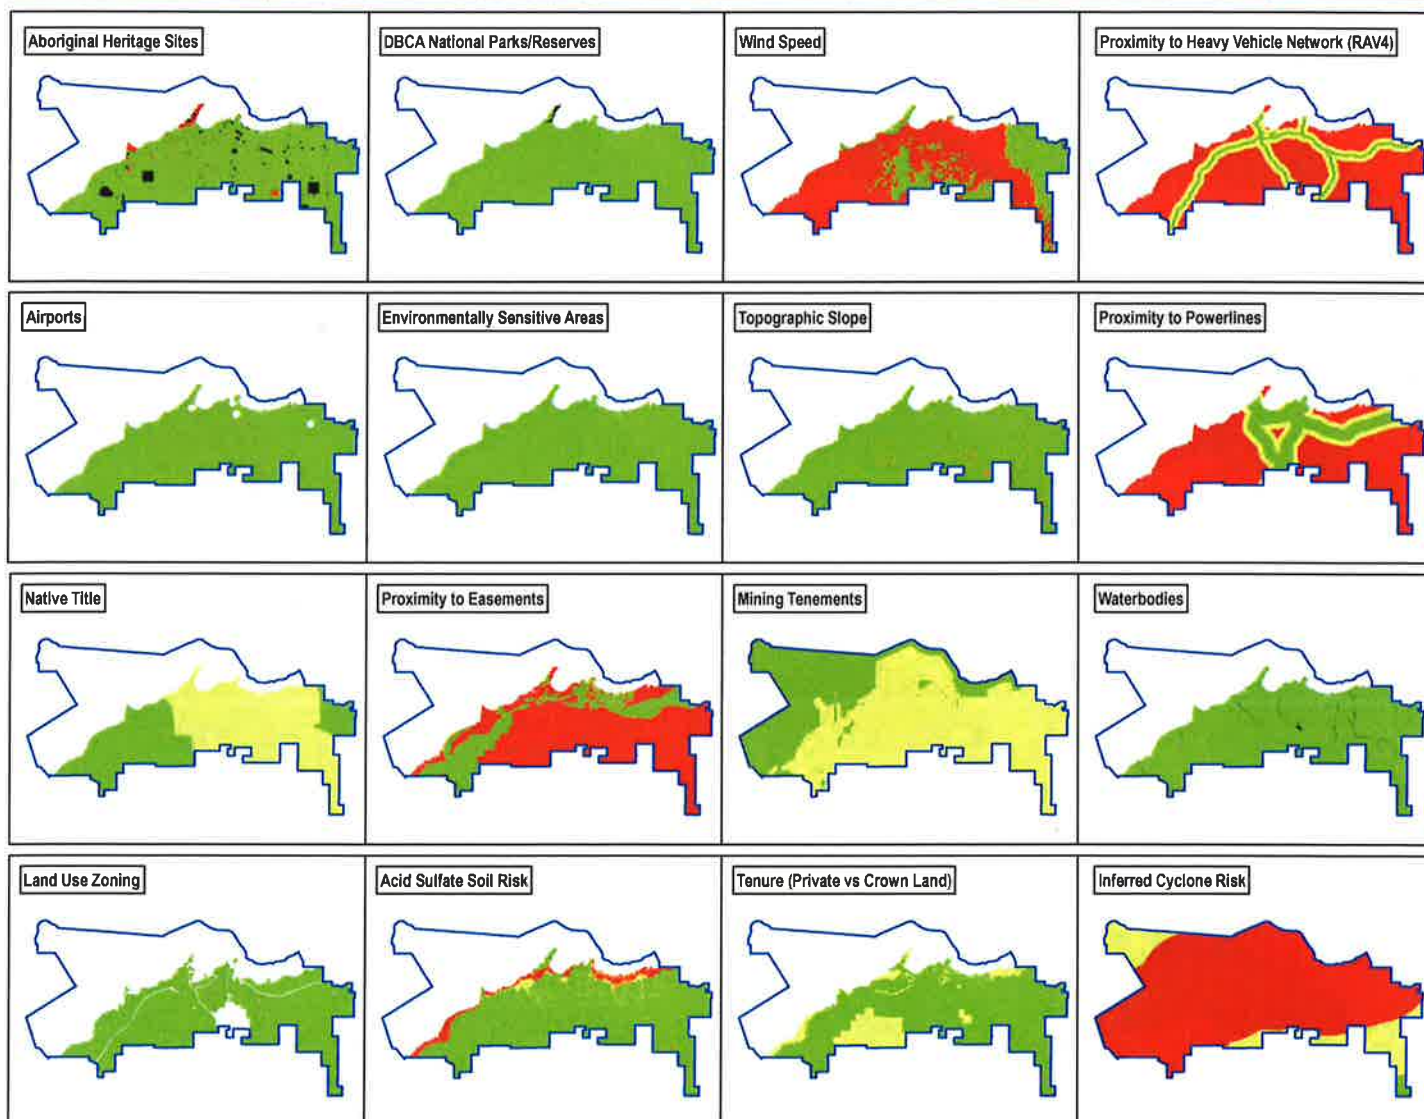 Aboriginal Heritage Sites
DBCA National Parks/Reserves
Wind Speed
Proximity to Heavy Vehicle Network (RAV4)
Airports
Environmentally Sensitive Areas
Topographic Slope
Proximity to Powerlines
Native Title
Proximity to Easements
Mining Tenements
Waterbodies
Land Use Zoning
Acid Sulfate Soil Risk
Tenure (Private vs Crown Land)
Inferred Cyclone Risk